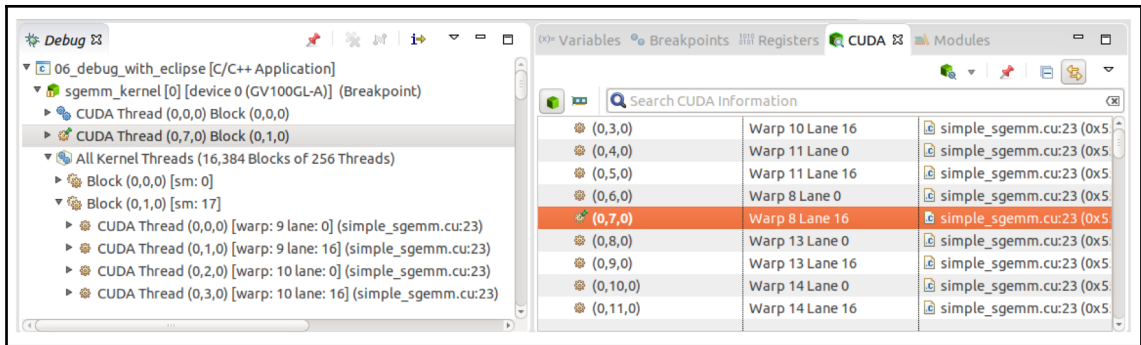 Debug
06_debug_with_eclipse [C/C++ Application]
sgemm_kernel [0] [device 0 (GV100GL-A)] (Breakpoint)
CUDA Thread (0,0,0) Block (0,0,0)
CUDA Thread (0,7,0) Block (0,1,0)
All Kernel Threads (16,384 Blocks of 256 Threads)
Block (0,0,0) [sm: 0]
Block (0,1,0) [sm: 17]
CUDA Thread (0,0,0) [warp: 9 lane: 0] (simple_sgemm.cu:23)
CUDA Thread (0,1,0) [warp: 9 lane: 16] (simple_sgemm.cu:23)
CUDA Thread (0,2,0) [warp: 10 lane: 0] (simple_sgemm.cu:23)
CUDA Thread (0,3,0) [warp: 10 lane: 16] (simple_sgemm.cu:23)
(x)= Variables Breakpoints Registers CUDA Modules
Search CUDA Information
(0,3,0) Warp 10 Lane 16 simple_sgemm.cu:23 (0x5
(0,4,0) Warp 11 Lane 0 simple_sgemm.cu:23 (0x5
(0,5,0) Warp 11 Lane 16 simple_sgemm.cu:23 (0x5
(0,6,0) Warp 8 Lane 0 simple_sgemm.cu:23 (0x5
(0,7,0) Warp 8 Lane 16 simple_sgemm.cu:23 (0x5
(0,8,0) Warp 13 Lane 0 simple_sgemm.cu:23 (0x5
(0,9,0) Warp 13 Lane 16 simple_sgemm.cu:23 (0x5
(0,10,0) Warp 14 Lane 0 simple_sgemm.cu:23 (0x5
(0,11,0) Warp 14 Lane 16 simple_sgemm.cu:23 (0x5